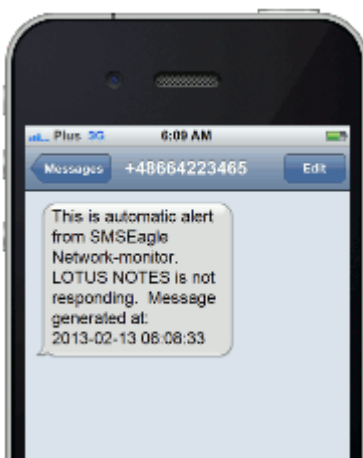 Plus 3G 6:09 AM
Messages +48664223465 Edit
This is automatic alert
from SMSEagle
Network-monitor.
LOTUS NOTES is not
responding. Message
generated at:
2013-02-13 06:08:33